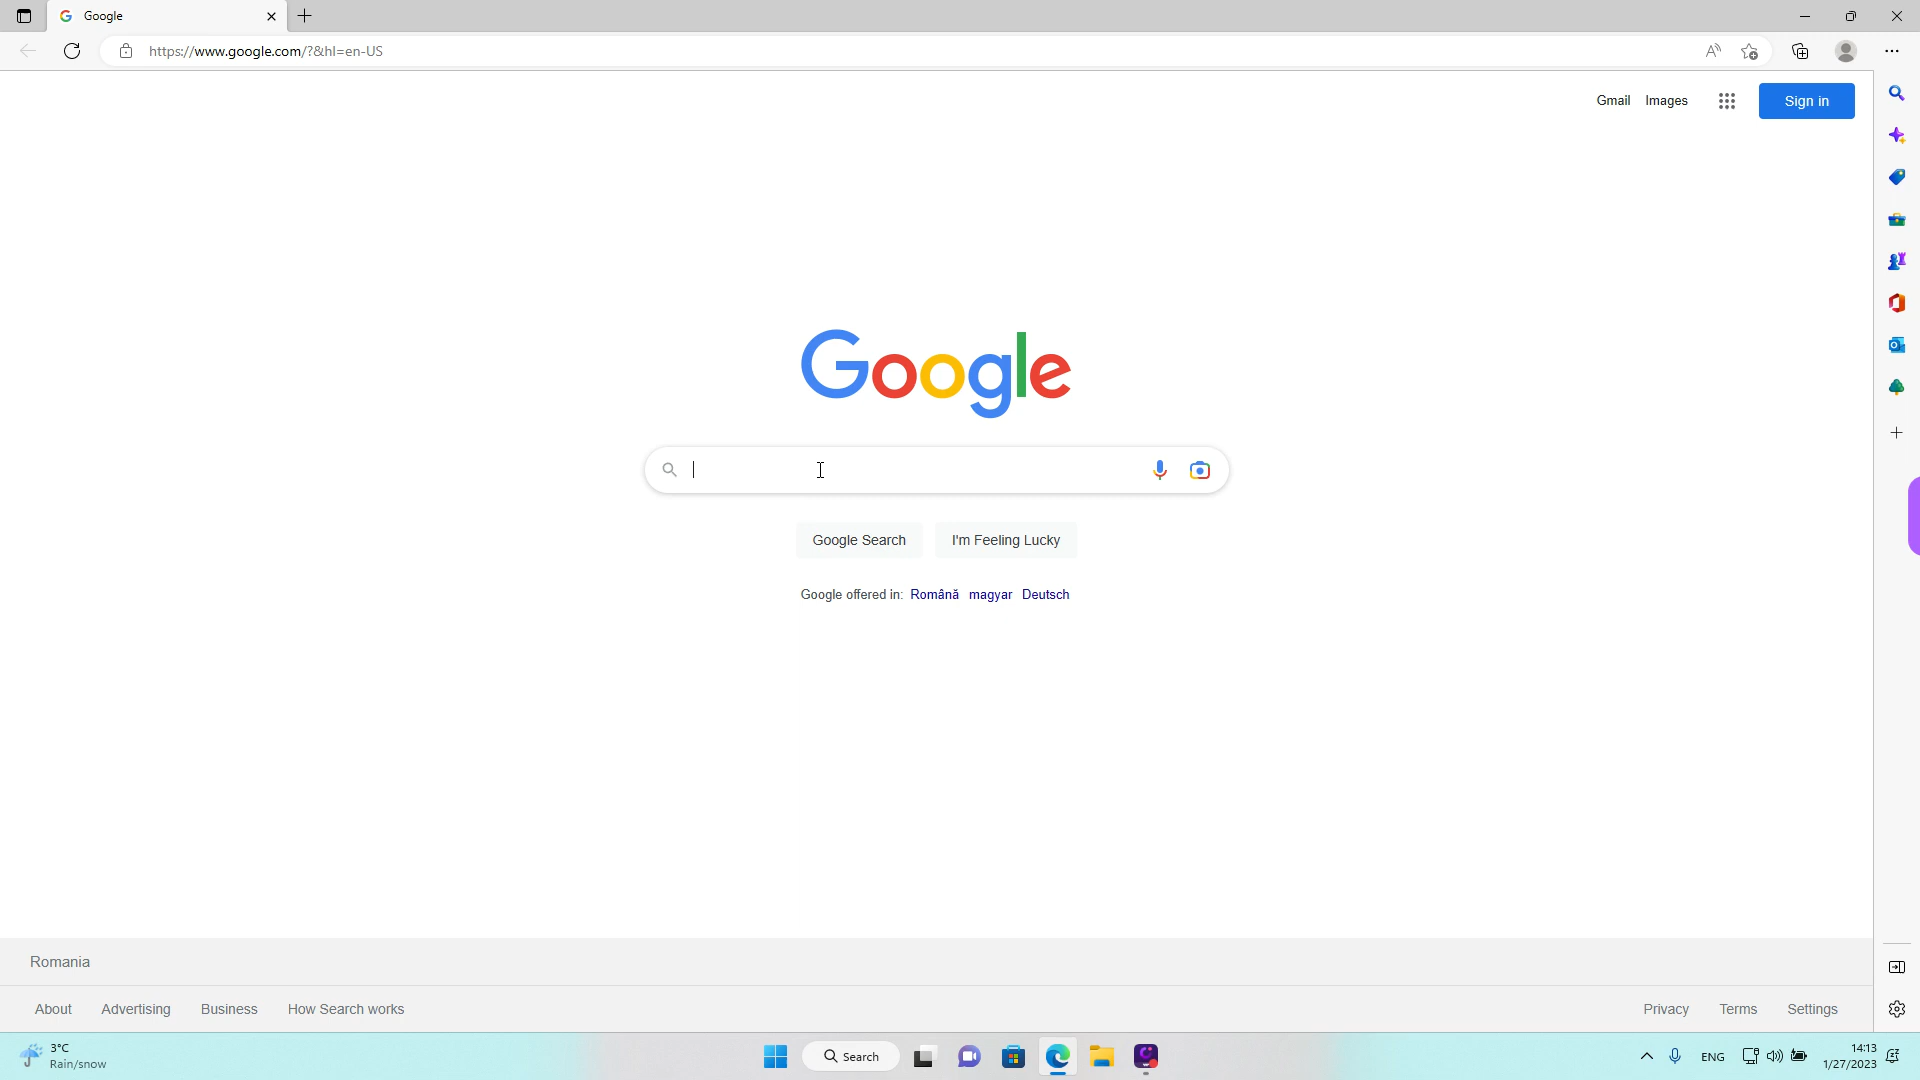 Google
https://www.google.com/?&hl=en-US
Gmail Images Sign in
Google
Google Search I'm Feeling Lucky
Google offered in: Română magyar Deutsch
Romania
About Advertising Business How Search works Privacy Terms Settings
3°C
Rain/snow
Search
ENG
14:13
1/27/2023